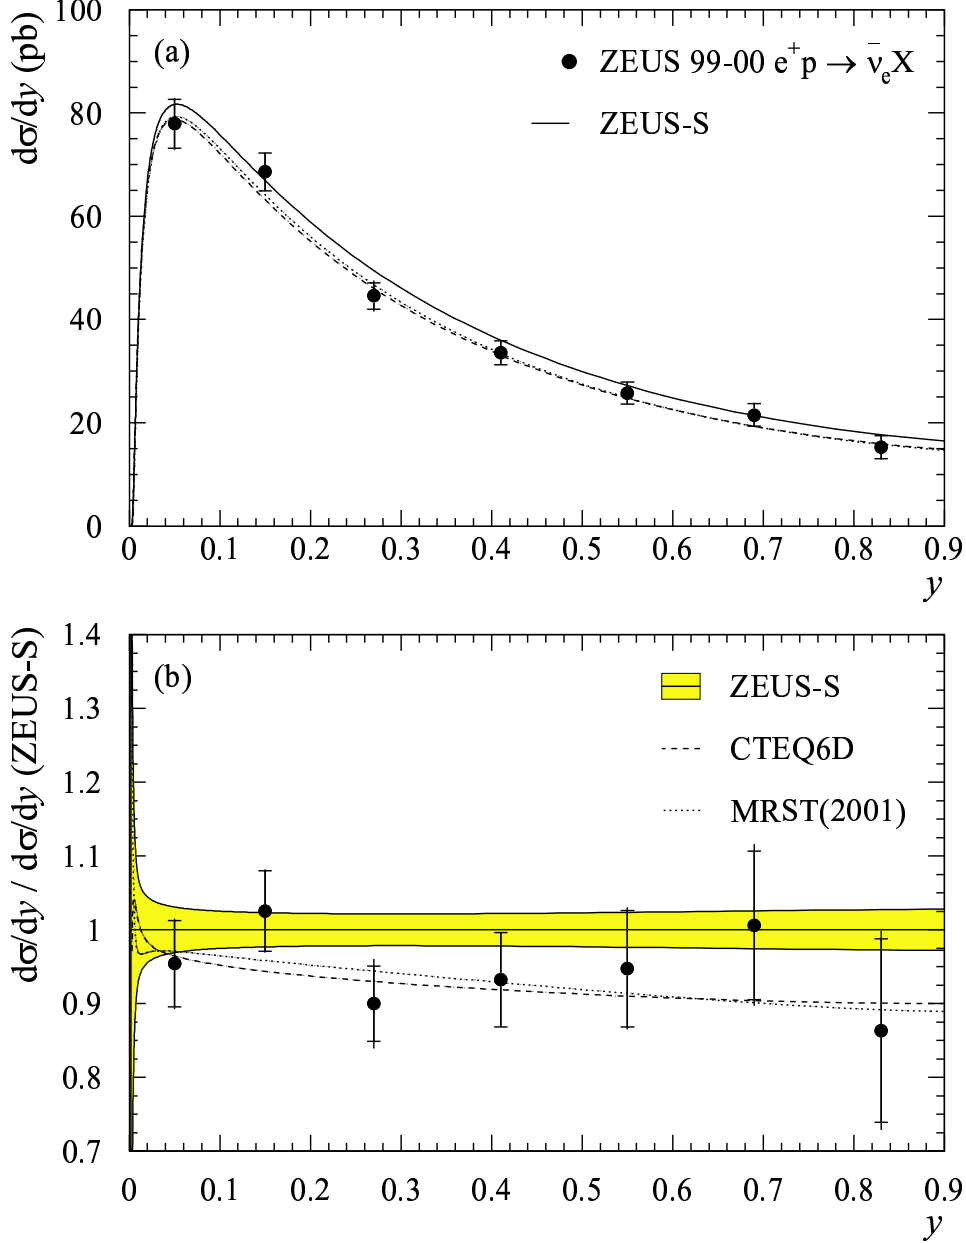 dσ/dy (pb)
(a)
ZEUS 99-00 e⁺p → ν̄ₑX
ZEUS-S
100
80
60
40
20
0
0 0.1 0.2 0.3 0.4 0.5 0.6 0.7 0.8 0.9
y
dσ/dy / dσ/dy (ZEUS-S)
(b)
ZEUS-S
CTEQ6D
MRST(2001)
1.4
1.3
1.2
1.1
1
0.9
0.8
0.7
0 0.1 0.2 0.3 0.4 0.5 0.6 0.7 0.8 0.9
y